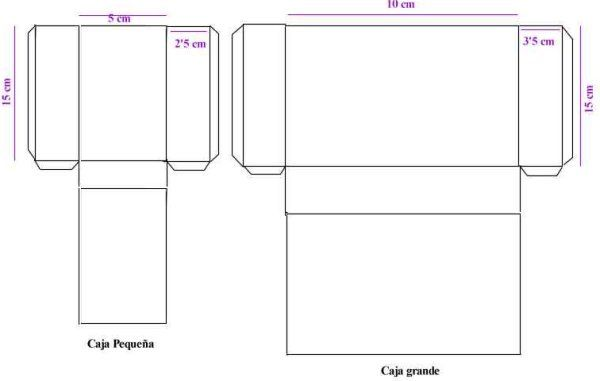 5 cm
2'5 cm
15 cm
Caja Pequeña
10 cm
3'5 cm
15 cm
Caja grande